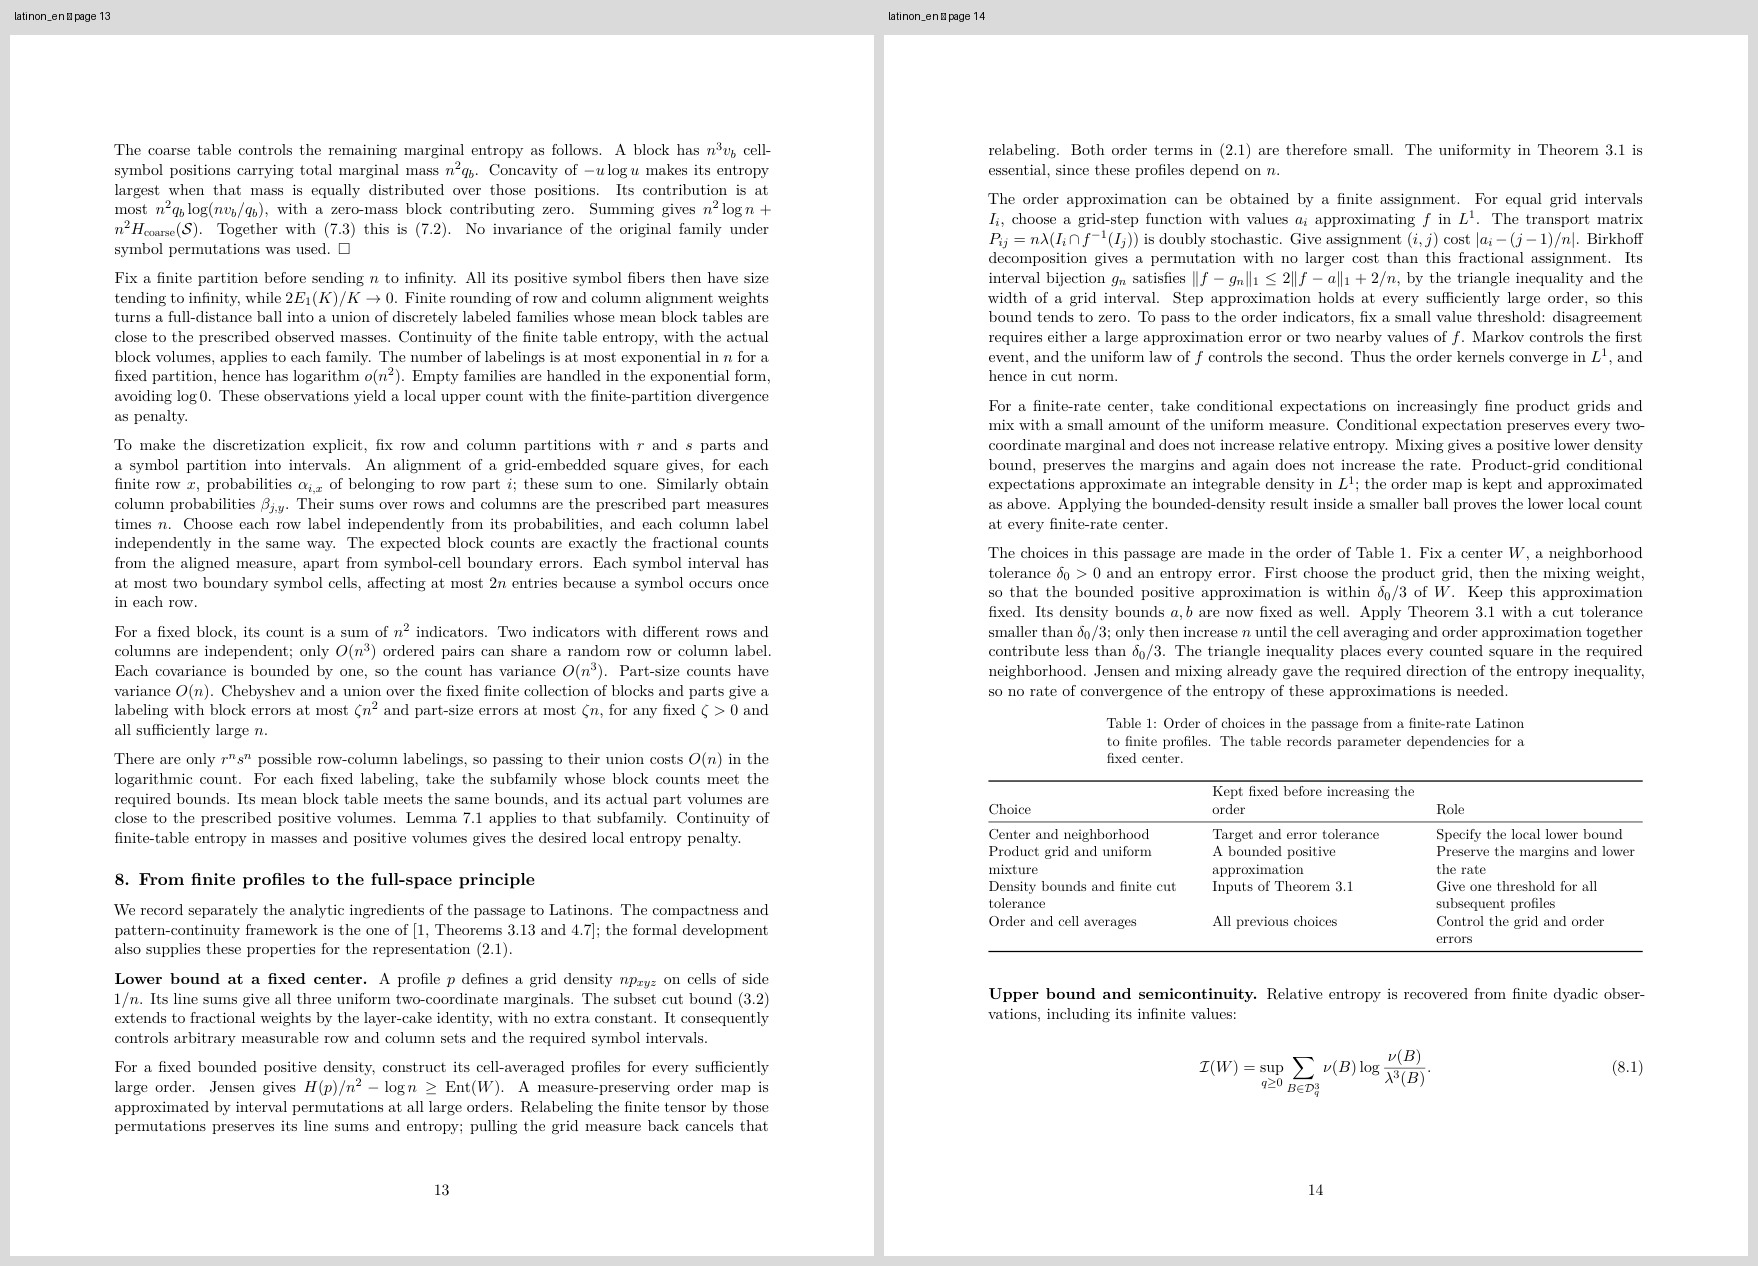 latinon_en page 13
The coarse table controls the remaining marginal entropy as follows. A block has n³v_b cell-
symbol positions carrying total marginal mass n²q_b. Concavity of −u log u makes its entropy
largest when that mass is equally distributed over those positions. Its contribution is at
most n²q_b log(nv_b/q_b), with a zero-mass block contributing zero. Summing gives n² log n +
n²H_coarse(𝒮). Together with (7.3) this is (7.2). No invariance of the original family under
symbol permutations was used. □
Fix a finite partition before sending n to infinity. All its positive symbol fibers then have size
tending to infinity, while 2E₁(K)/K → 0. Finite rounding of row and column alignment weights
turns a full-distance ball into a union of discretely labeled families whose mean block tables are
close to the prescribed observed masses. Continuity of the finite table entropy, with the actual
block volumes, applies to each family. The number of labelings is at most exponential in n for a
fixed partition, hence has logarithm o(n²). Empty families are handled in the exponential form,
avoiding log 0. These observations yield a local upper count with the finite-partition divergence
as penalty.
To make the discretization explicit, fix row and column partitions with r and s parts and
a symbol partition into intervals. An alignment of a grid-embedded square gives, for each
finite row x, probabilities α_{i,x} of belonging to row part i; these sum to one. Similarly obtain
column probabilities β_{j,y}. Their sums over rows and columns are the prescribed part measures
times n. Choose each row label independently from its probabilities, and each column label
independently in the same way. The expected block counts are exactly the fractional counts
from the aligned measure, apart from symbol-cell boundary errors. Each symbol interval has
at most two boundary symbol cells, affecting at most 2n entries because a symbol occurs once
in each row.
For a fixed block, its count is a sum of n² indicators. Two indicators with different rows and
columns are independent; only O(n³) ordered pairs can share a random row or column label.
Each covariance is bounded by one, so the count has variance O(n³). Part-size counts have
variance O(n). Chebyshev and a union over the fixed finite collection of blocks and parts give a
labeling with block errors at most ζn² and part-size errors at most ζn, for any fixed ζ > 0 and
all sufficiently large n.
There are only rⁿsⁿ possible row-column labelings, so passing to their union costs O(n) in the
logarithmic count. For each fixed labeling, take the subfamily whose block counts meet the
required bounds. Its mean block table meets the same bounds, and its actual part volumes are
close to the prescribed positive volumes. Lemma 7.1 applies to that subfamily. Continuity of
finite-table entropy in masses and positive volumes gives the desired local entropy penalty.
8. From finite profiles to the full-space principle
We record separately the analytic ingredients of the passage to Latinons. The compactness and
pattern-continuity framework is the one of [1, Theorems 3.13 and 4.7]; the formal development
also supplies these properties for the representation (2.1).
Lower bound at a fixed center. A profile p defines a grid density np_{xyz} on cells of side
1/n. Its line sums give all three uniform two-coordinate marginals. The subset cut bound (3.2)
extends to fractional weights by the layer-cake identity, with no extra constant. It consequently
controls arbitrary measurable row and column sets and the required symbol intervals.
For a fixed bounded positive density, construct its cell-averaged profiles for every sufficiently
large order. Jensen gives H(p)/n² − log n ≥ Ent(W). A measure-preserving order map is
approximated by interval permutations at all large orders. Relabeling the finite tensor by those
permutations preserves its line sums and entropy; pulling the grid measure back cancels that
13
latinon_en page 14
relabeling. Both order terms in (2.1) are therefore small. The uniformity in Theorem 3.1 is
essential, since these profiles depend on n.
The order approximation can be obtained by a finite assignment. For equal grid intervals
I_i, choose a grid-step function with values a_i approximating f in L¹. The transport matrix
P_{ij} = nλ(I_i ∩ f⁻¹(I_j)) is doubly stochastic. Give assignment (i, j) cost |a_i − (j − 1)/n|. Birkhoff
decomposition gives a permutation with no larger cost than this fractional assignment. Its
interval bijection g_n satisfies ‖f − g_n‖₁ ≤ 2‖f − a‖₁ + 2/n, by the triangle inequality and the
width of a grid interval. Step approximation holds at every sufficiently large order, so this
bound tends to zero. To pass to the order indicators, fix a small value threshold: disagreement
requires either a large approximation error or two nearby values of f. Markov controls the first
event, and the uniform law of f controls the second. Thus the order kernels converge in L¹, and
hence in cut norm.
For a finite-rate center, take conditional expectations on increasingly fine product grids and
mix with a small amount of the uniform measure. Conditional expectation preserves every two-
coordinate marginal and does not increase relative entropy. Mixing gives a positive lower density
bound, preserves the margins and again does not increase the rate. Product-grid conditional
expectations approximate an integrable density in L¹; the order map is kept and approximated
as above. Applying the bounded-density result inside a smaller ball proves the lower local count
at every finite-rate center.
The choices in this passage are made in the order of Table 1. Fix a center W, a neighborhood
tolerance δ₀ > 0 and an entropy error. First choose the product grid, then the mixing weight,
so that the bounded positive approximation is within δ₀/3 of W. Keep this approximation
fixed. Its density bounds a, b are now fixed as well. Apply Theorem 3.1 with a cut tolerance
smaller than δ₀/3; only then increase n until the cell averaging and order approximation together
contribute less than δ₀/3. The triangle inequality places every counted square in the required
neighborhood. Jensen and mixing already gave the required direction of the entropy inequality,
so no rate of convergence of the entropy of these approximations is needed.
Table 1: Order of choices in the passage from a finite-rate Latinon
to finite profiles. The table records parameter dependencies for a
fixed center.
Kept fixed before increasing the
Choice order Role
Center and neighborhood Target and error tolerance Specify the local lower bound
Product grid and uniform A bounded positive Preserve the margins and lower
mixture approximation the rate
Density bounds and finite cut Inputs of Theorem 3.1 Give one threshold for all
tolerance subsequent profiles
Order and cell averages All previous choices Control the grid and order
errors
Upper bound and semicontinuity. Relative entropy is recovered from finite dyadic obser-
vations, including its infinite values:
ℐ(W) = sup_{q≥0} ∑_{B∈𝒟_q³} ν(B) log ν(B)/λ³(B). (8.1)
14